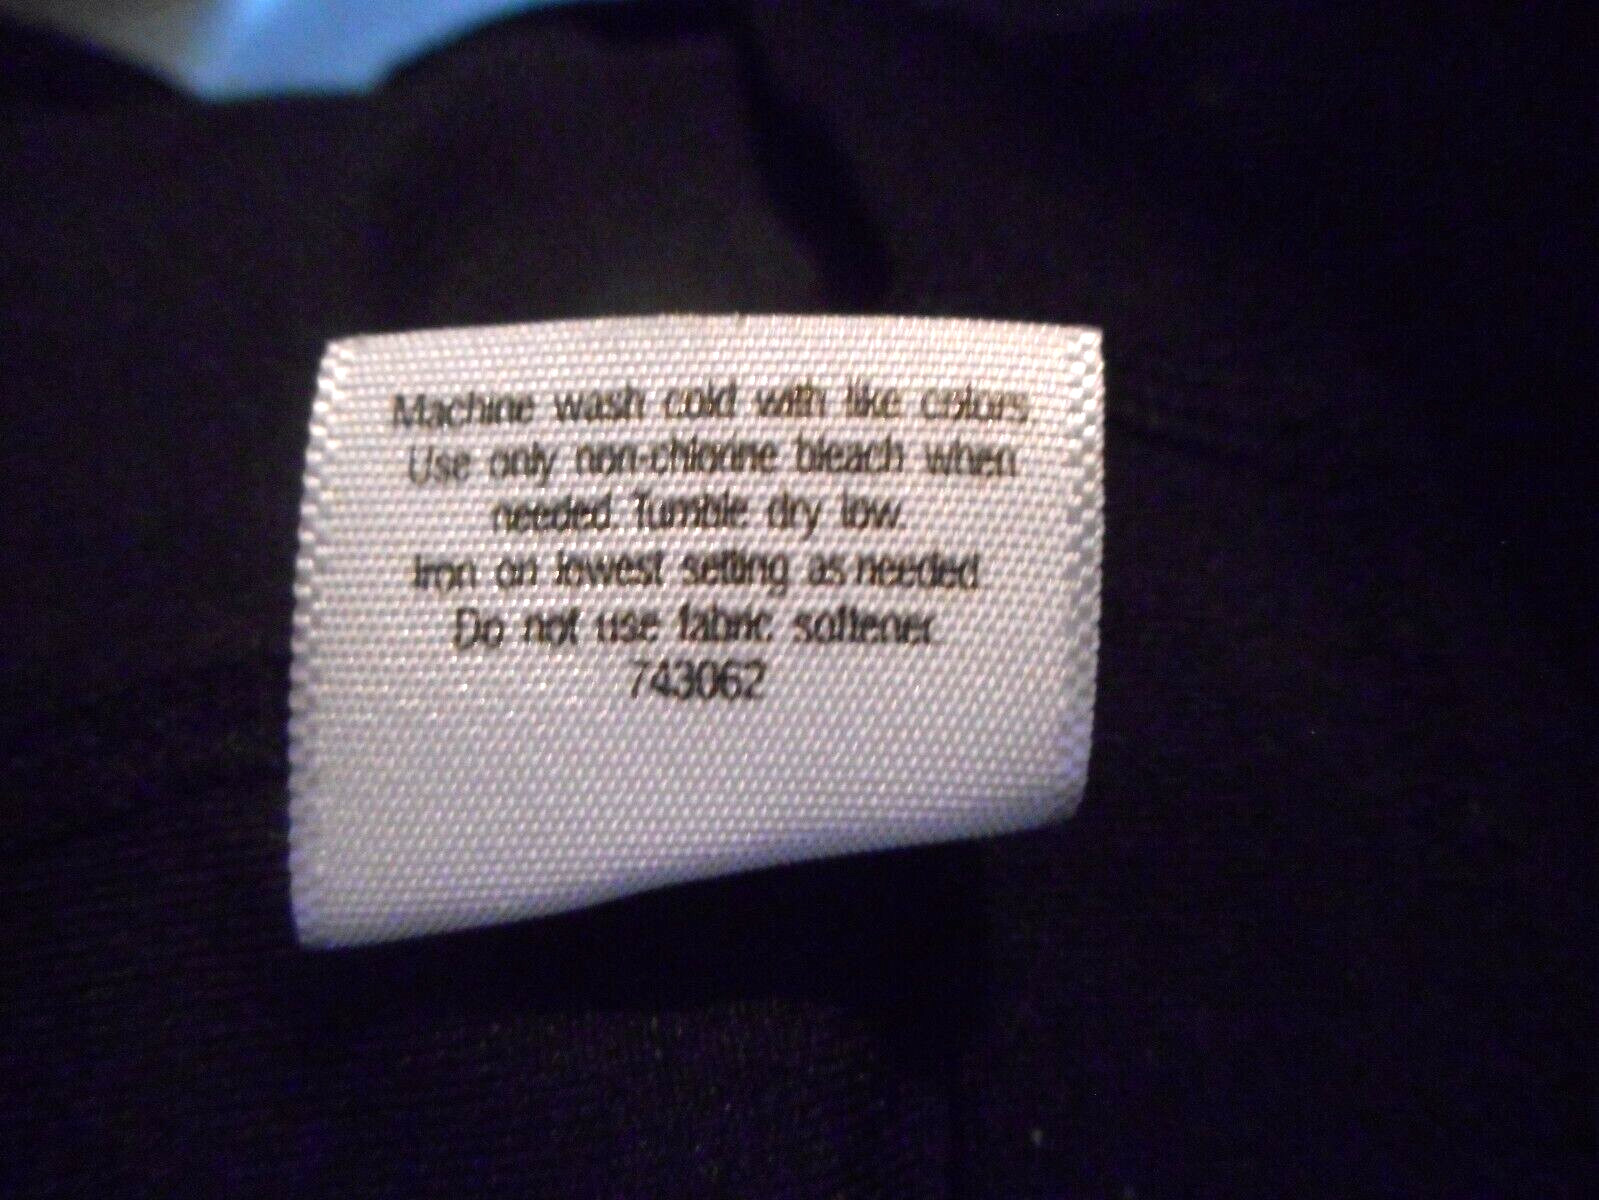 Machine wash cold with like colors
Use only non-chlorine bleach when
needed. Tumble dry low.
Iron on lowest setting as needed
Do not use fabric softener.
743062